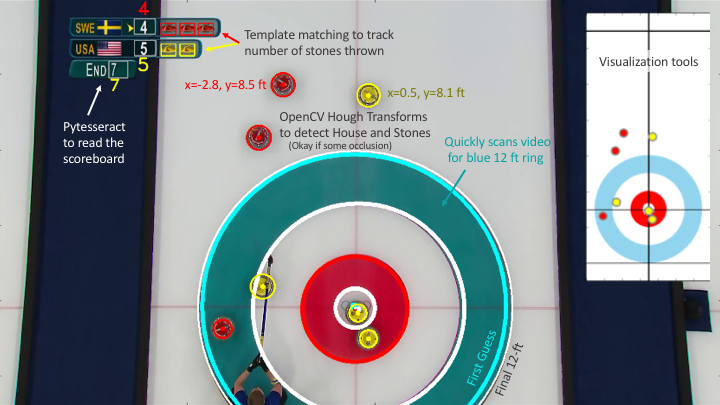 4
SWE 4
USA 5
5
END 7
7
Template matching to track
number of stones thrown
Pytesseract
to read the
scoreboard
x=-2.8, y=8.5 ft
x=0.5, y=8.1 ft
OpenCV Hough Transforms
to detect House and Stones
(Okay if some occlusion)
Quickly scans video
for blue 12 ft ring
First Guess
Final 12-ft
Visualization tools